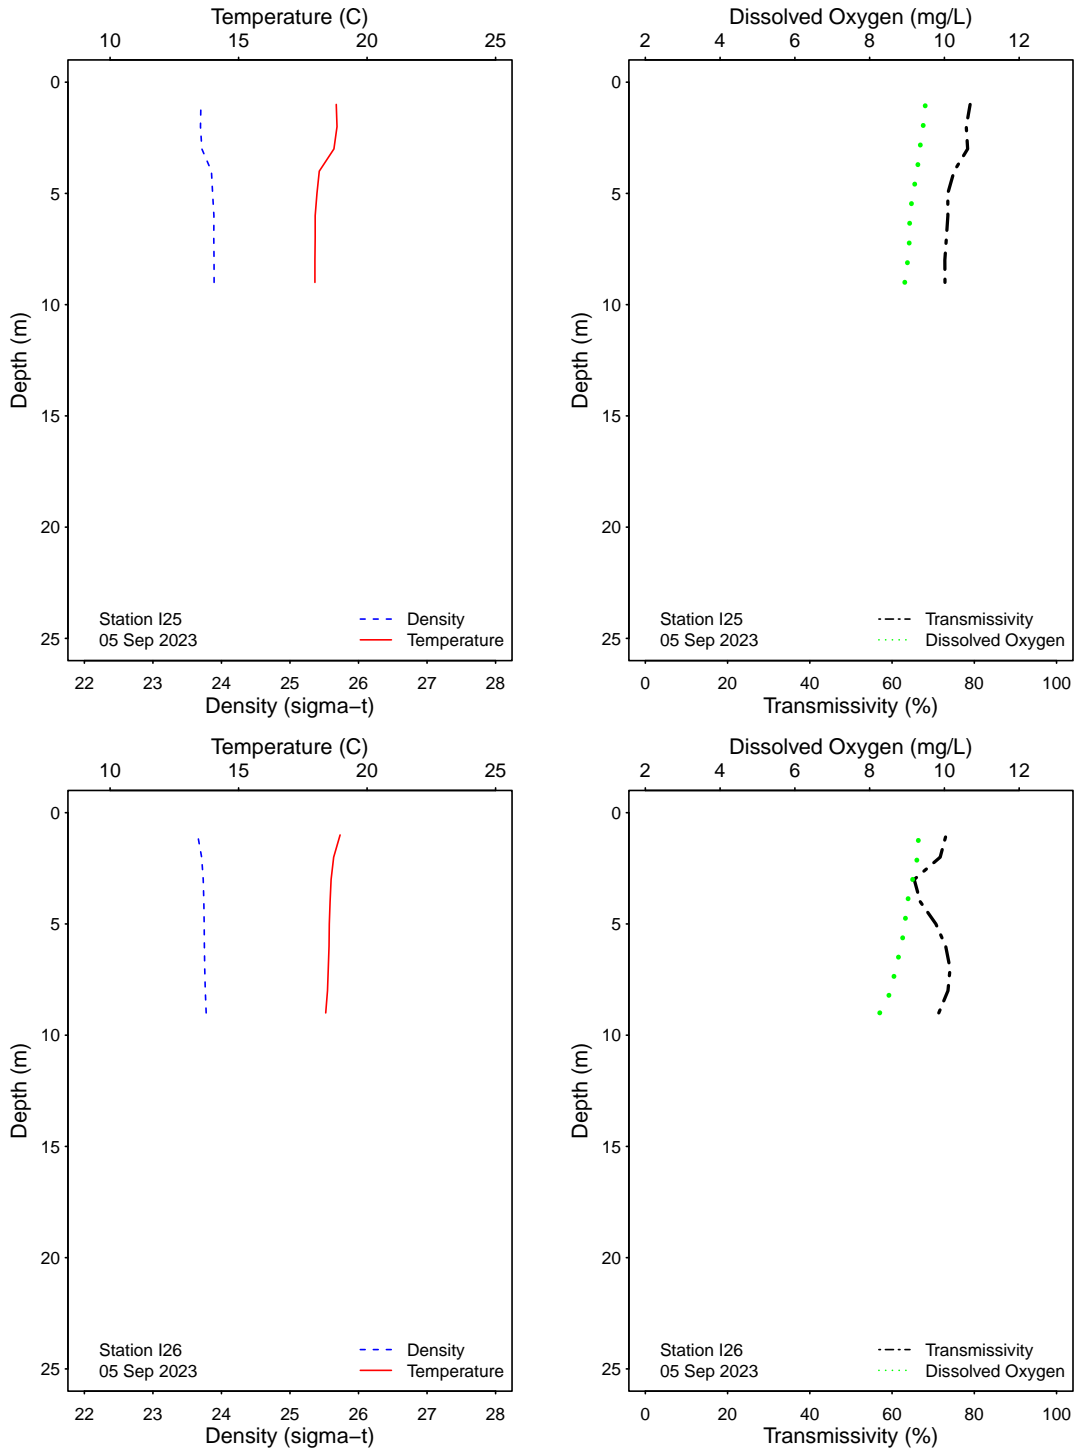 Temperature (C)
10 15 20 25
0
5
10
15
20
25
Depth (m)
Station I25
05 Sep 2023
Density
Temperature
22 23 24 25 26 27 28
Density (sigma−t)
Dissolved Oxygen (mg/L)
2 4 6 8 10 12
0
5
10
15
20
25
Depth (m)
Station I25
05 Sep 2023
Transmissivity
Dissolved Oxygen
0 20 40 60 80 100
Transmissivity (%)
Temperature (C)
10 15 20 25
0
5
10
15
20
25
Depth (m)
Station I26
05 Sep 2023
Density
Temperature
22 23 24 25 26 27 28
Density (sigma−t)
Dissolved Oxygen (mg/L)
2 4 6 8 10 12
0
5
10
15
20
25
Depth (m)
Station I26
05 Sep 2023
Transmissivity
Dissolved Oxygen
0 20 40 60 80 100
Transmissivity (%)